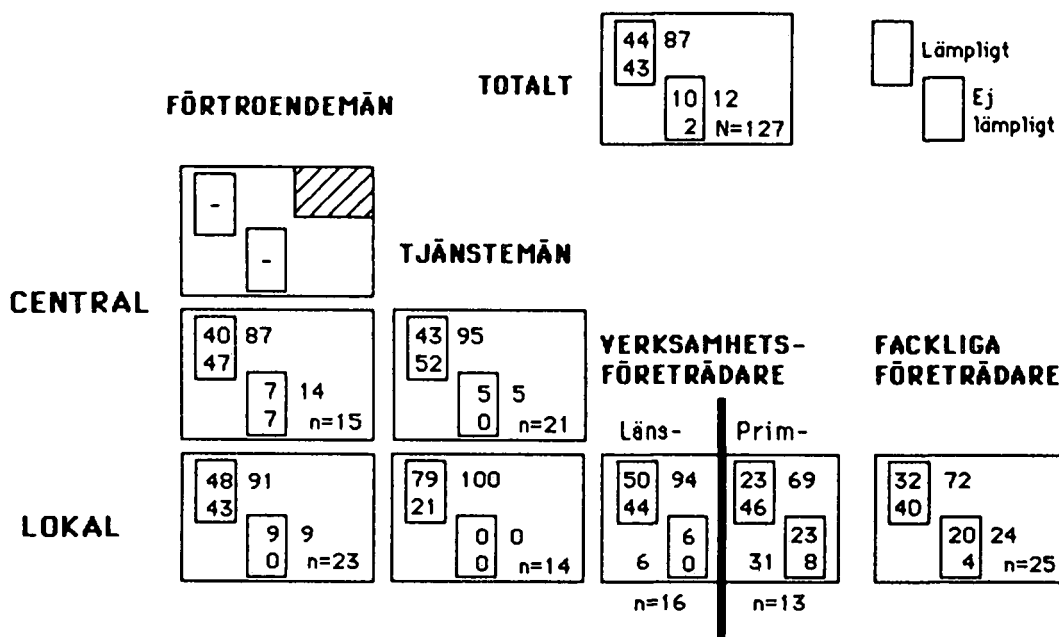 TOTALT
44 87
43
10 12
2 N=127
Lämpligt
Ej
lämpligt
FÖRTROENDEMÄN
-
-
TJÄNSTEMÄN
CENTRAL
40 87
47
7 14
7 n=15
43 95
52
5 5
0 n=21
VERKSAMHETS-
FÖRETRÄDARE
Läns- Prim-
FACKLIGA
FÖRETRÄDARE
LOKAL
48 91
43
9 9
0 n=23
79 100
21
0 0
0 n=14
50 94
44
6
6 0
n=16
23 69
46
23
31 8
n=13
32 72
40
20 24
4 n=25